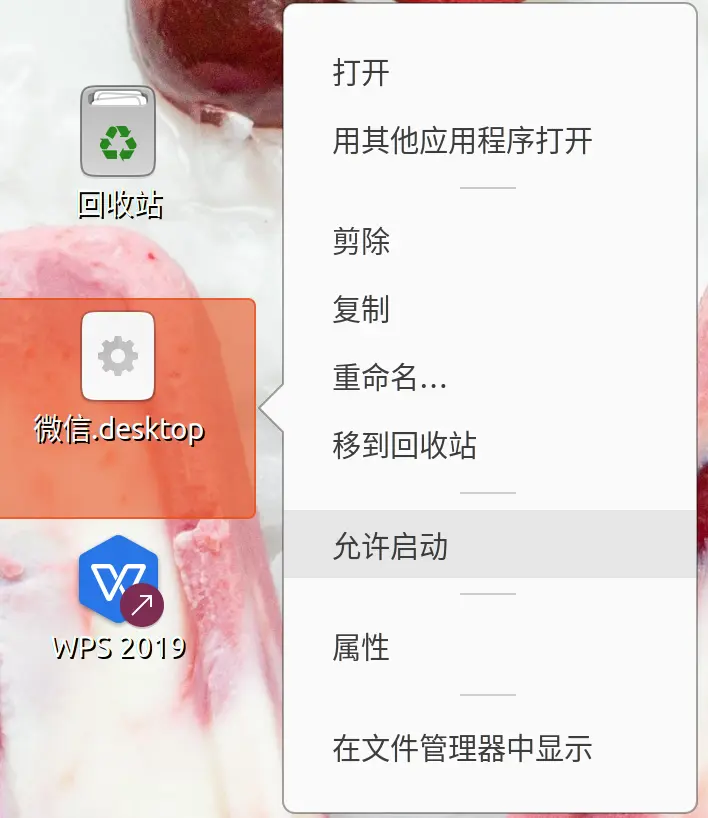 回收站
微信.desktop
WPS 2019
打开
用其他应用程序打开
剪除
复制
重命名...
移到回收站
允许启动
属性
在文件管理器中显示